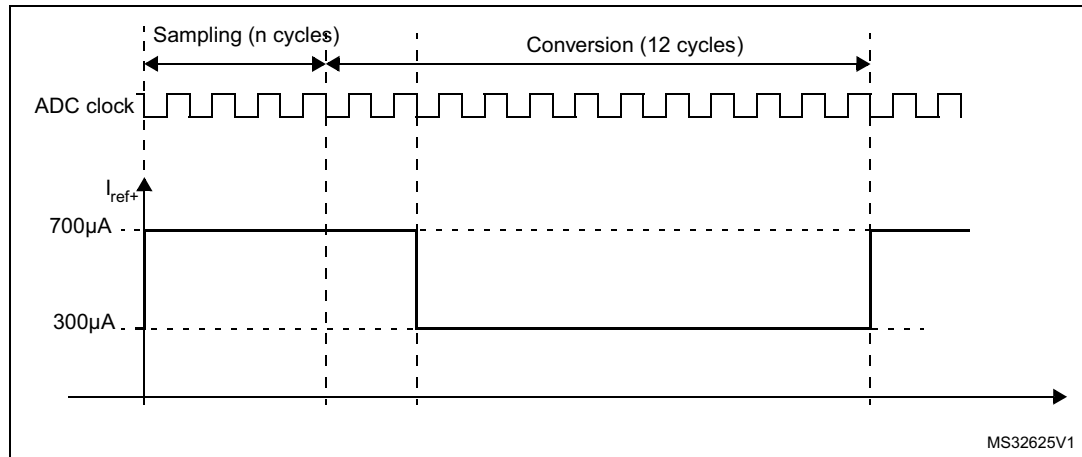 Sampling (n cycles)
Conversion (12 cycles)
ADC clock
Iref+
700µA
300µA
MS32625V1